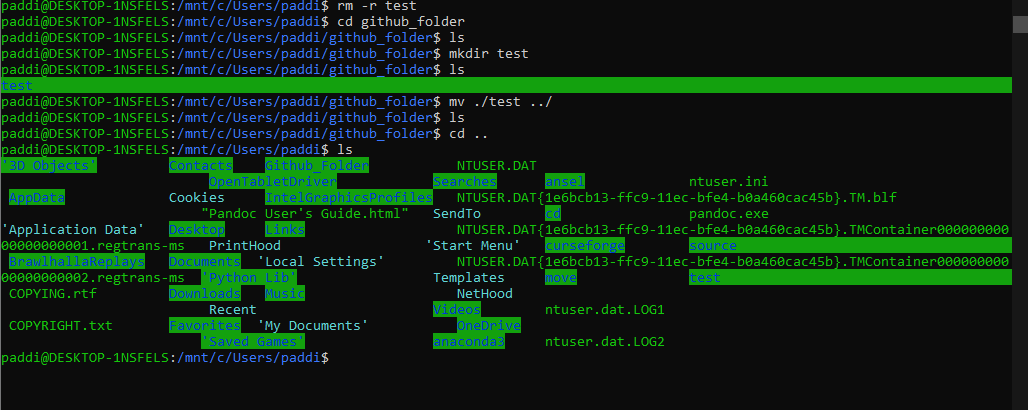 paddi@DESKTOP-1NSFELS:/mnt/c/Users/paddi$ rm -r test
paddi@DESKTOP-1NSFELS:/mnt/c/Users/paddi$ cd github_folder
paddi@DESKTOP-1NSFELS:/mnt/c/Users/paddi/github_folder$ ls
paddi@DESKTOP-1NSFELS:/mnt/c/Users/paddi/github_folder$ mkdir test
paddi@DESKTOP-1NSFELS:/mnt/c/Users/paddi/github_folder$ ls
test
paddi@DESKTOP-1NSFELS:/mnt/c/Users/paddi/github_folder$ mv ./test ../
paddi@DESKTOP-1NSFELS:/mnt/c/Users/paddi/github_folder$ ls
paddi@DESKTOP-1NSFELS:/mnt/c/Users/paddi/github_folder$ cd ..
paddi@DESKTOP-1NSFELS:/mnt/c/Users/paddi$ ls
'3D Objects' Contacts Github_Folder NTUSER.DAT
OpenTabletDriver Searches ansel ntuser.ini
AppData Cookies IntelGraphicsProfiles NTUSER.DAT{1e6bcb13-ffc9-11ec-bfe4-b0a460cac45b}.TM.blf
"Pandoc User's Guide.html" SendTo cd pandoc.exe
'Application Data' Desktop Links NTUSER.DAT{1e6bcb13-ffc9-11ec-bfe4-b0a460cac45b}.TMContainer000000000
00000000001.regtrans-ms PrintHood 'Start Menu' curseforge source
BrawlhallaReplays Documents 'Local Settings' NTUSER.DAT{1e6bcb13-ffc9-11ec-bfe4-b0a460cac45b}.TMContainer000000000
00000000002.regtrans-ms 'Python Lib' Templates move test
COPYING.rtf Downloads Music NetHood
Recent Videos ntuser.dat.LOG1
COPYRIGHT.txt Favorites 'My Documents' OneDrive
'Saved Games' anaconda3 ntuser.dat.LOG2
paddi@DESKTOP-1NSFELS:/mnt/c/Users/paddi$